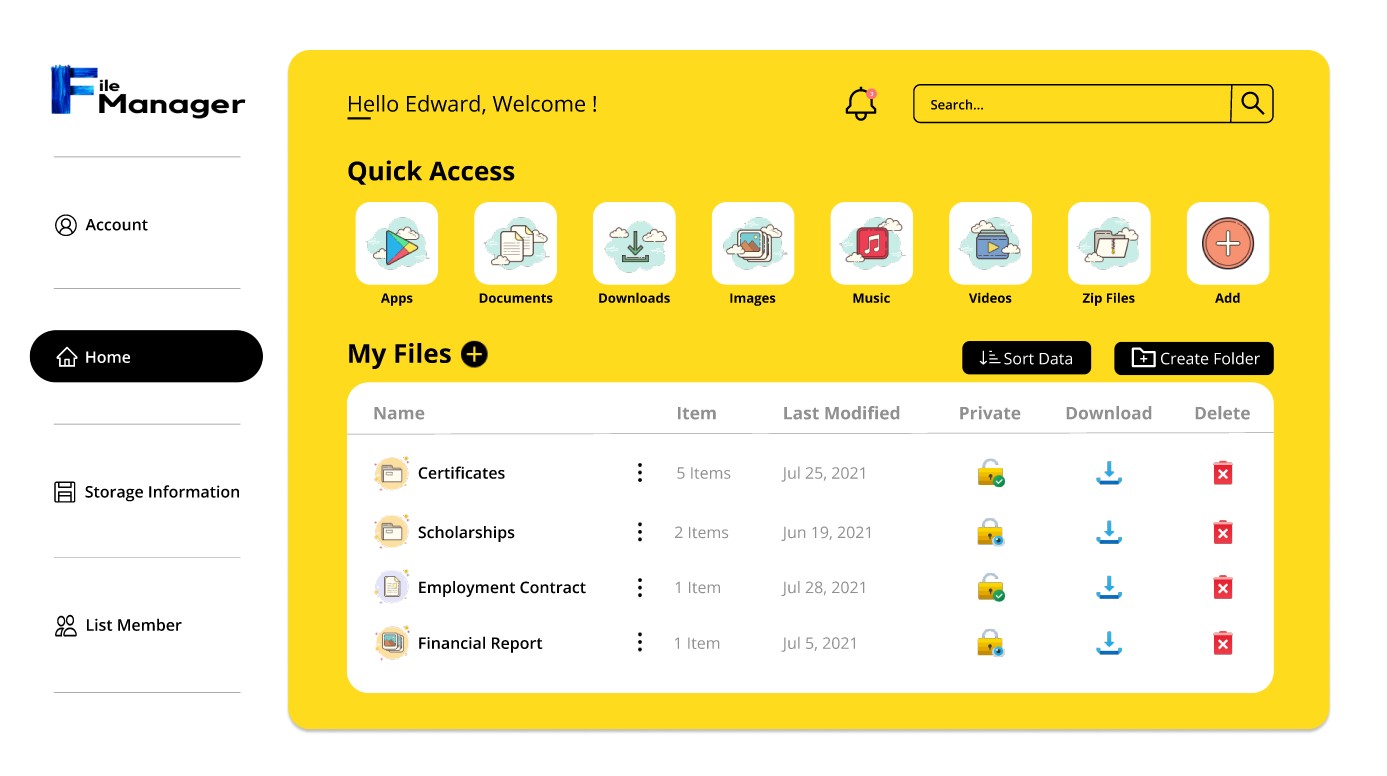 File
Manager
Account
Home
Storage Information
List Member
Hello Edward, Welcome !
Search...
Quick Access
Apps Documents Downloads Images Music Videos Zip Files Add
My Files
Sort Data Create Folder
Name Item Last Modified Private Download Delete
Certificates 5 Items Jul 25, 2021
Scholarships 2 Items Jun 19, 2021
Employment Contract 1 Item Jul 28, 2021
Financial Report 1 Item Jul 5, 2021